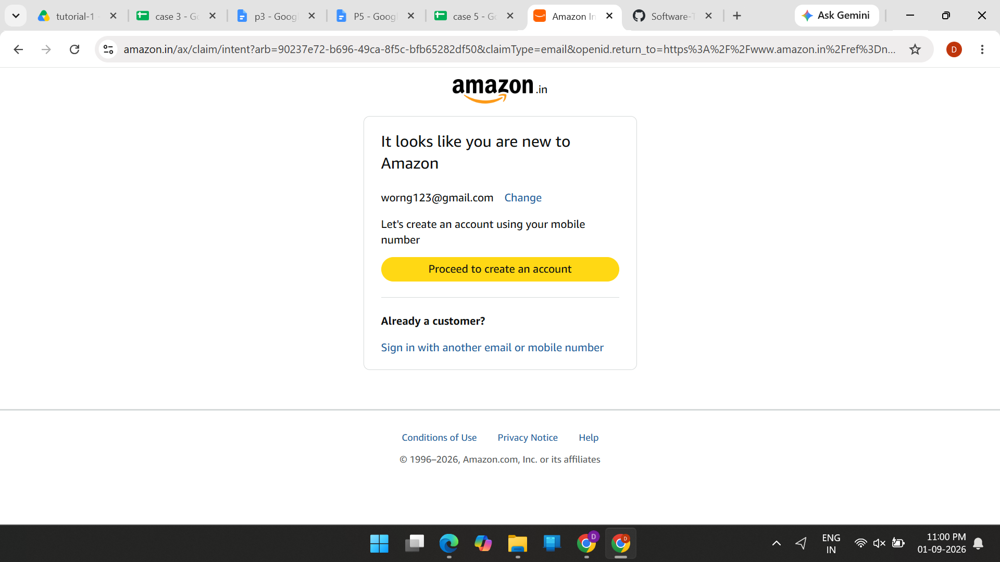 tutorial-1 -
case 3 - Go
p3 - Goog
P5 - Googl
case 5 - Go
Amazon In
Software-T
Ask Gemini
amazon.in/ax/claim/intent?arb=90237e72-b696-49ca-8f5c-bfb65282df50&claimType=email&openid.return_to=https%3A%2F%2Fwww.amazon.in%2Fref%3Dn...
D
amazon.in
It looks like you are new to
Amazon
worng123@gmail.com Change
Let's create an account using your mobile
number
Proceed to create an account
Already a customer?
Sign in with another email or mobile number
Conditions of Use Privacy Notice Help
© 1996–2026, Amazon.com, Inc. or its affiliates
D
D
ENG
IN
11:00 PM
01-09-2026